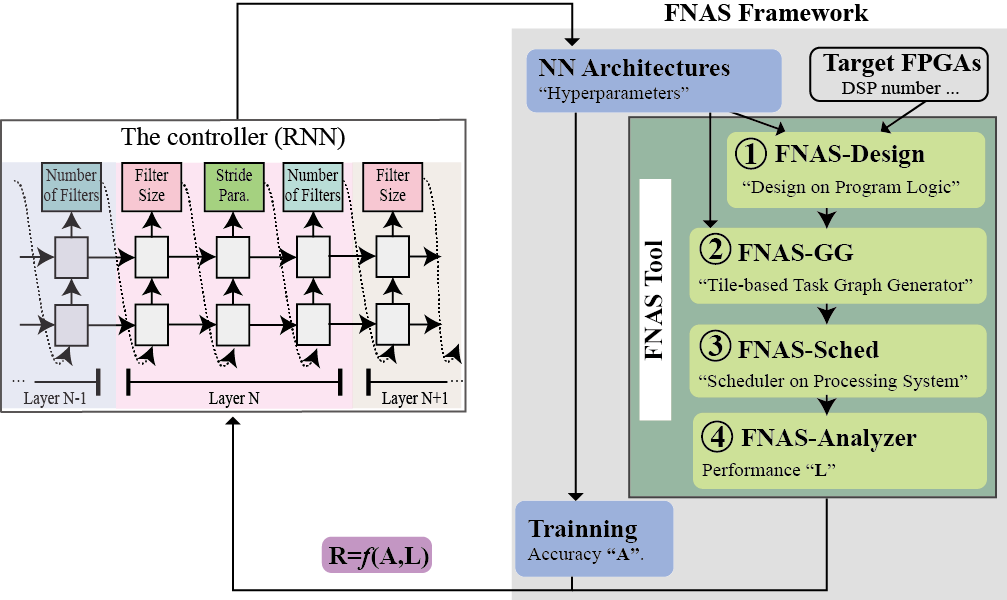 FNAS Framework
NN Architectures
“Hyperparameters”
Target FPGAs
DSP number ...
The controller (RNN)
Number
of Filters
Filter
Size
Stride
Para.
Number
of Filters
Filter
Size
... Layer N-1
Layer N
Layer N+1 ...
FNAS Tool
① FNAS-Design
“Design on Program Logic”
② FNAS-GG
“Tile-based Task Graph Generator”
③ FNAS-Sched
“Scheduler on Processing System”
④ FNAS-Analyzer
Performance “L”
Trainning
Accuracy “A”.
R=f(A,L)